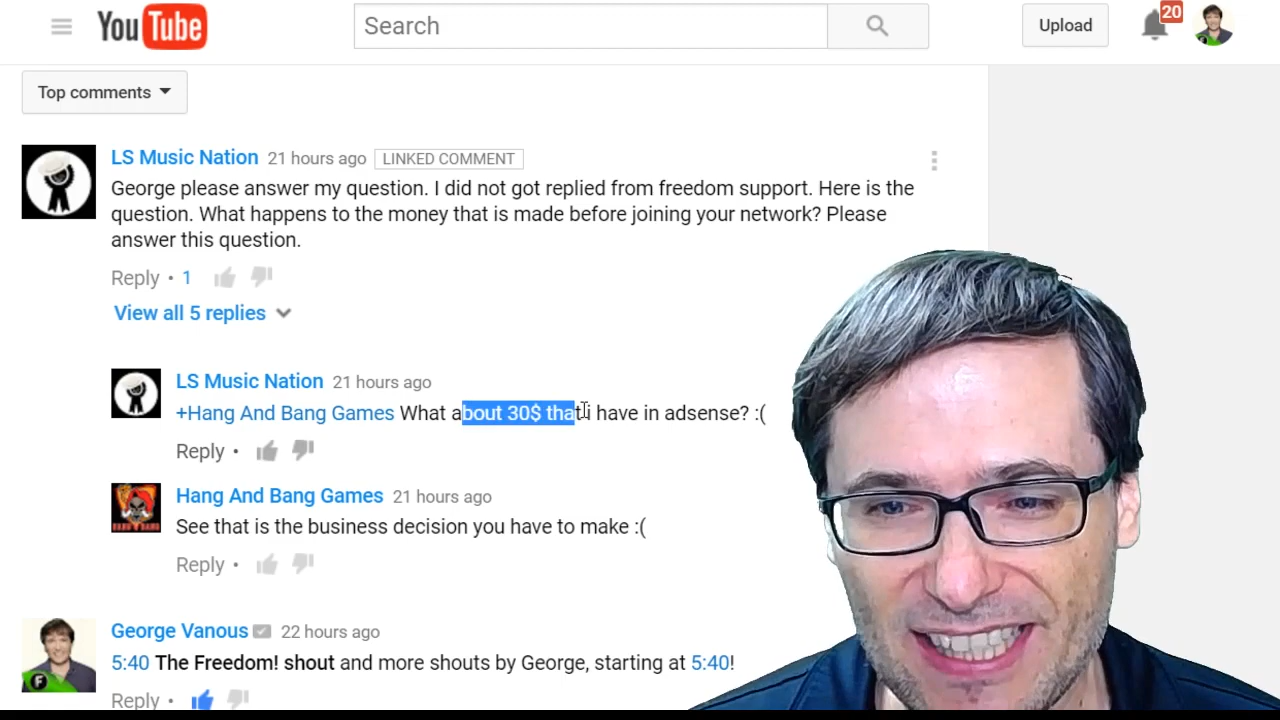 YouTube
Search
Upload
20
Top comments
LS Music Nation 21 hours ago LINKED COMMENT
George please answer my question. I did not got replied from freedom support. Here is the
question. What happens to the money that is made before joining your network? Please
answer this question.
Reply • 1
View all 5 replies
LS Music Nation 21 hours ago
+Hang And Bang Games What about 30$ that i have in adsense? :(
Reply •
Hang And Bang Games 21 hours ago
See that is the business decision you have to make :(
Reply •
George Vanous 22 hours ago
5:40 The Freedom! shout and more shouts by George, starting at 5:40!
Reply •